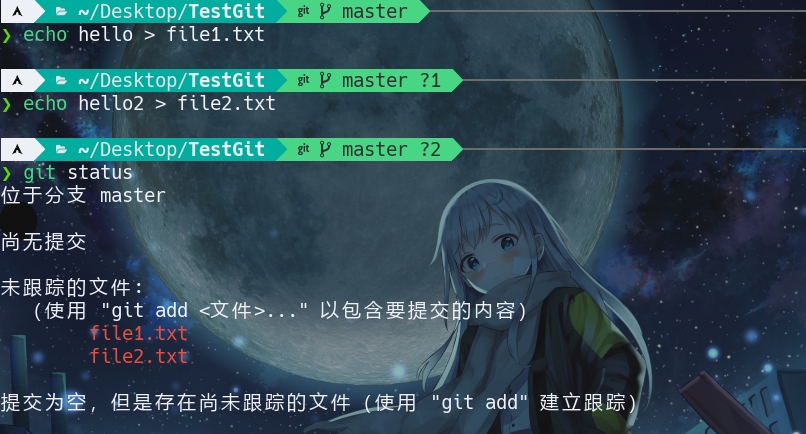 ~/Desktop/TestGit git master
❯ echo hello > file1.txt
~/Desktop/TestGit git master ?1
❯ echo hello2 > file2.txt
~/Desktop/TestGit git master ?2
❯ git status
位于分支 master
尚无提交
未跟踪的文件:
(使用 "git add <文件>..." 以包含要提交的内容)
file1.txt
file2.txt
提交为空，但是存在尚未跟踪的文件 (使用 "git add" 建立跟踪)